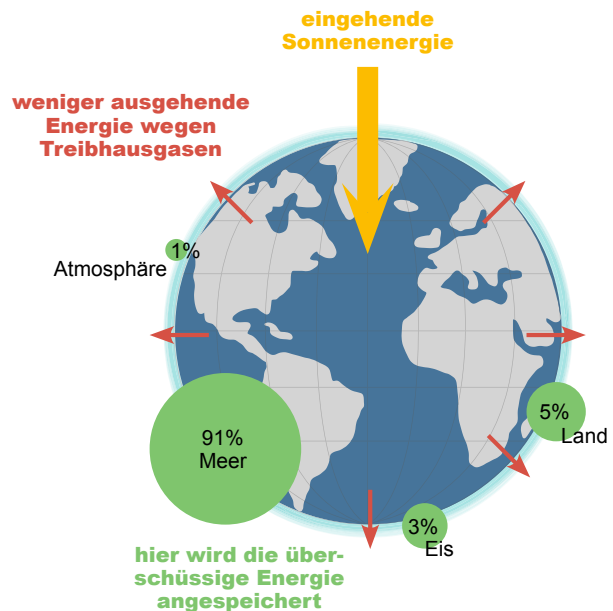 eingehende
Sonnenenergie
weniger ausgehende
Energie wegen
Treibhausgasen
1%
Atmosphäre
91%
Meer
5%
Land
3%
Eis
hier wird die über-
schüssige Energie
angespeichert